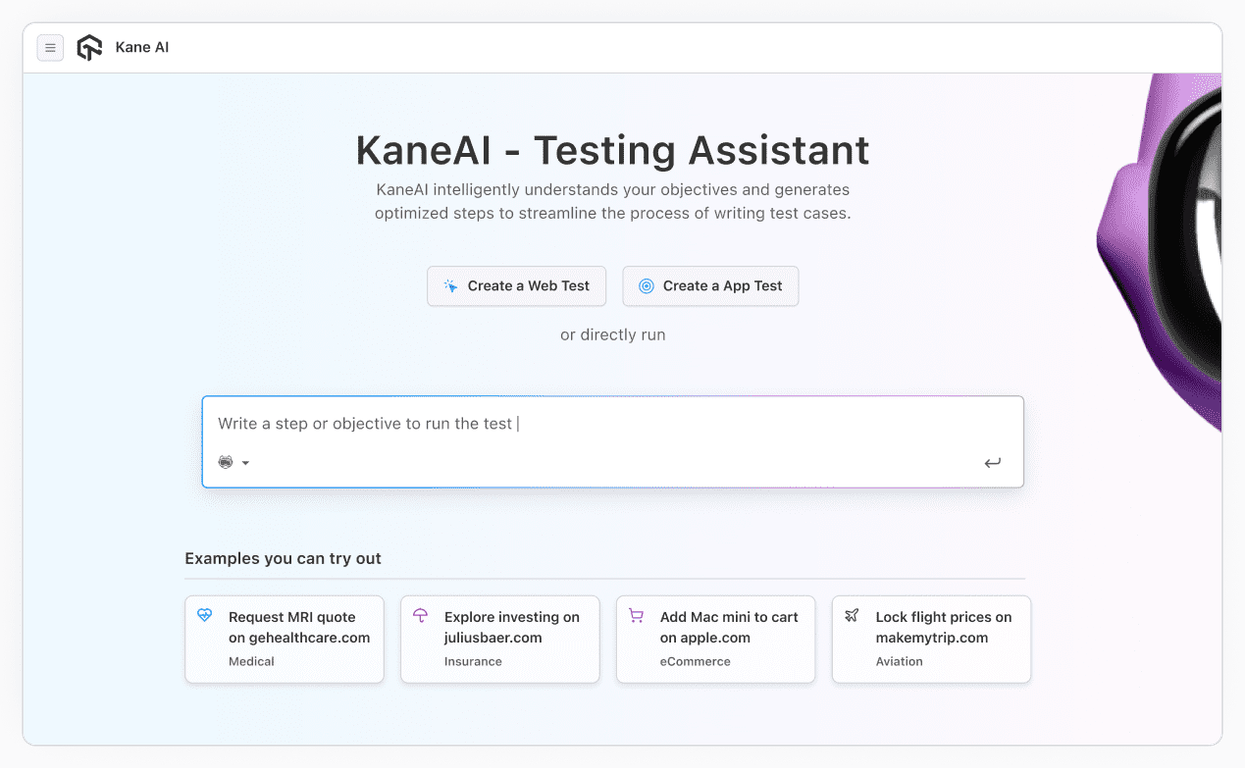 Kane AI
KaneAI - Testing Assistant
KaneAI intelligently understands your objectives and generates
optimized steps to streamline the process of writing test cases.
Create a Web Test
Create a App Test
or directly run
Write a step or objective to run the test
Examples you can try out
Request MRI quote
on gehealthcare.com
Medical
Explore investing on
juliusbaer.com
Insurance
Add Mac mini to cart
on apple.com
eCommerce
Lock flight prices on
makemytrip.com
Aviation